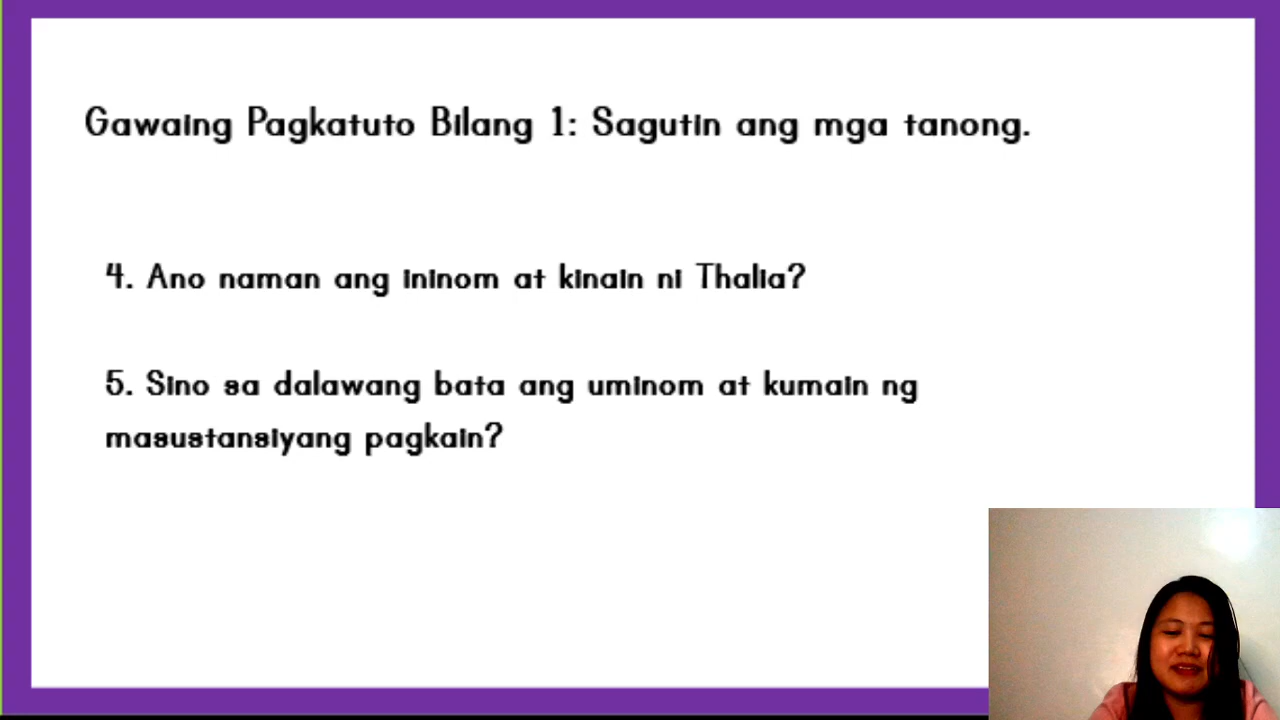 Gawaing Pagkatuto Bilang 1: Sagutin ang mga tanong.
4. Ano naman ang ininom at kinain ni Thalia?
5. Sino sa dalawang bata ang uminom at kumain ng
masustansiyang pagkain?